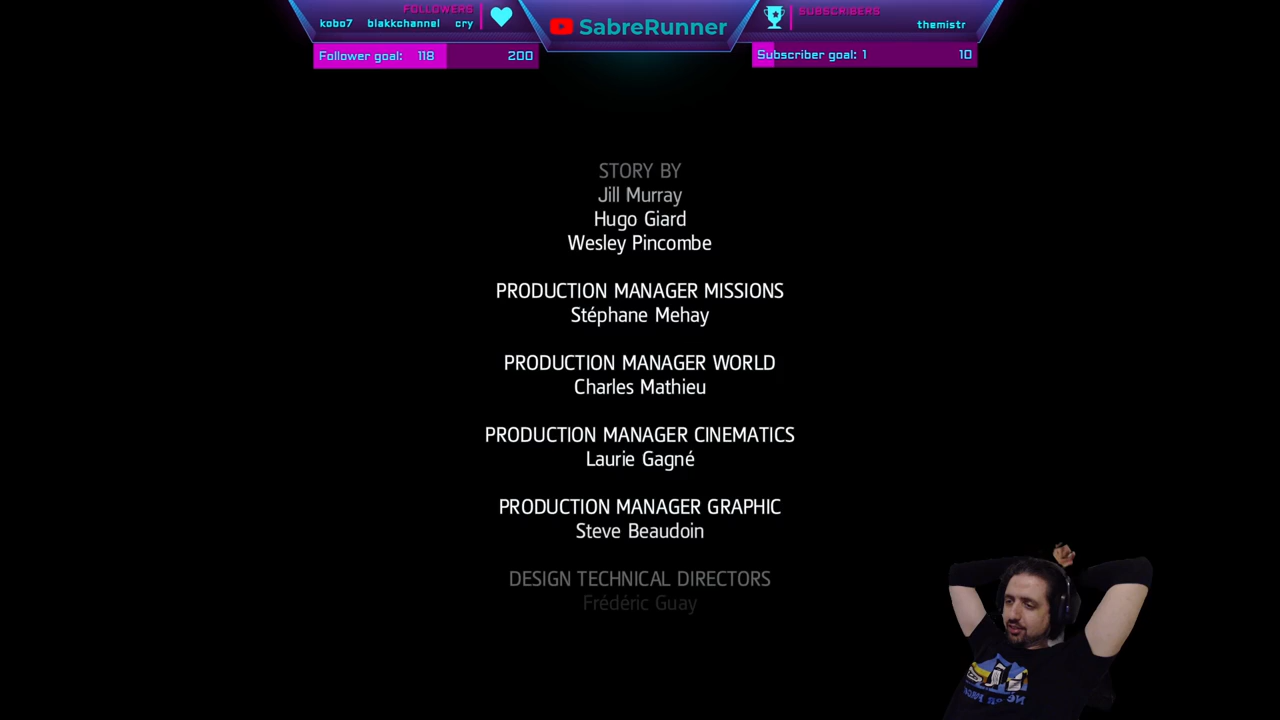 FOLLOWERS
kobo7 blakkchannel cry
Follower goal: 118 200
SabreRunner
SUBSCRIBERS
themistr
Subscriber goal: 1 10
STORY BY
Jill Murray
Hugo Giard
Wesley Pincombe
PRODUCTION MANAGER MISSIONS
Stéphane Mehay
PRODUCTION MANAGER WORLD
Charles Mathieu
PRODUCTION MANAGER CINEMATICS
Laurie Gagné
PRODUCTION MANAGER GRAPHIC
Steve Beaudoin
DESIGN TECHNICAL DIRECTORS
Frédéric Guay